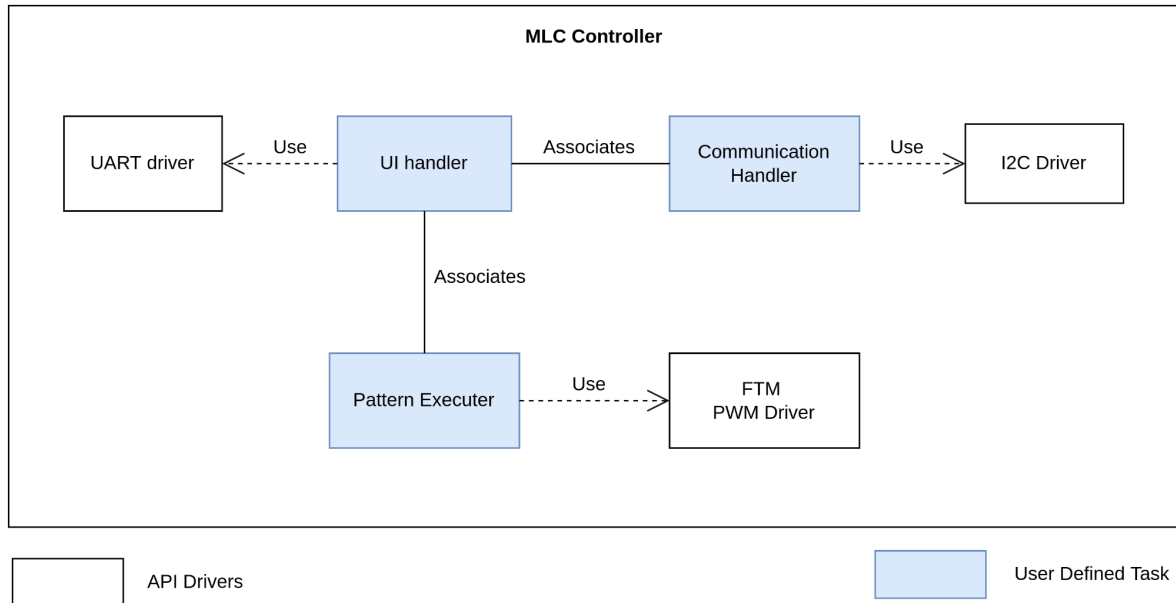 MLC Controller
UART driver
Use
UI handler
Associates
Communication
Handler
Use
I2C Driver
Associates
Pattern Executer
Use
FTM
PWM Driver
API Drivers
User Defined Task